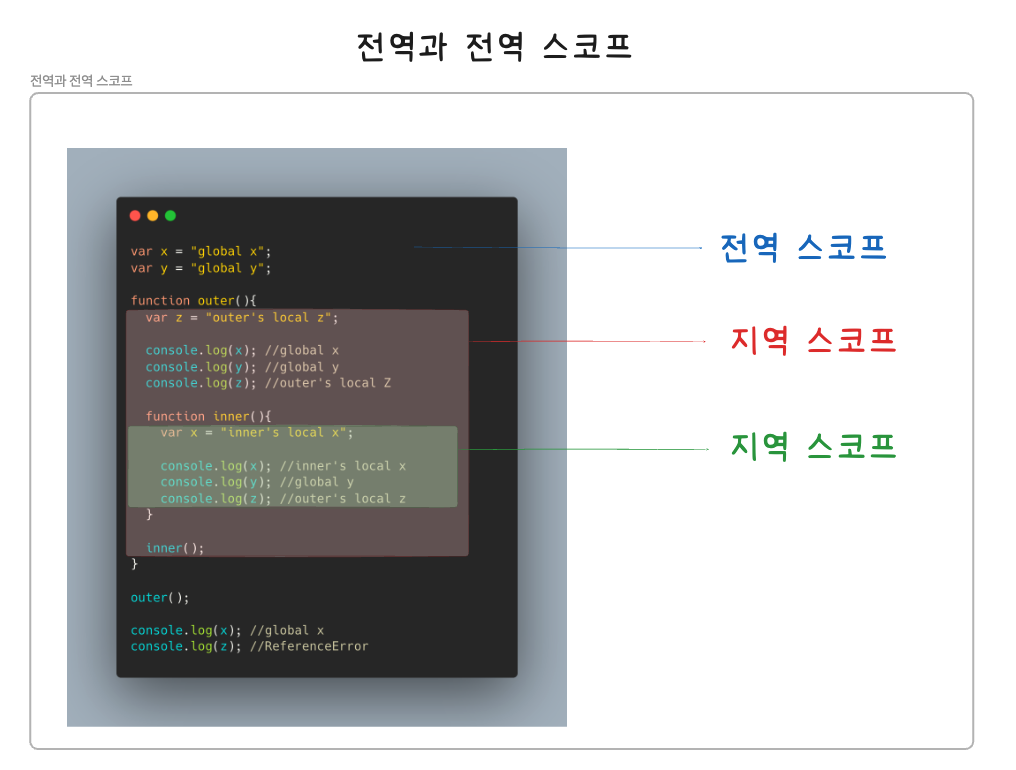 전역과 전역 스코프
전역과 전역 스코프
var x = "global x";
var y = "global y";
function outer(){
var z = "outer's local z";
console.log(x); //global x
console.log(y); //global y
console.log(z); //outer's local Z
function inner(){
var x = "inner's local x";
console.log(x); //inner's local x
console.log(y); //global y
console.log(z); //outer's local z
}
inner();
}
outer();
console.log(x); //global x
console.log(z); //ReferenceError
전역 스코프
지역 스코프
지역 스코프